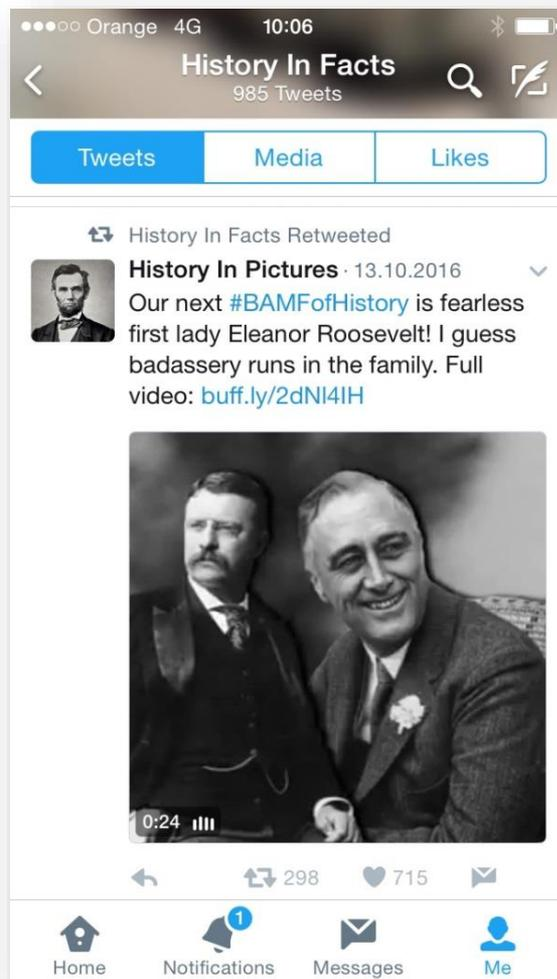 Orange 4G 10:06
History In Facts
985 Tweets
Tweets Media Likes
History In Facts Retweeted
History In Pictures · 13.10.2016
Our next #BAMFofHistory is fearless
first lady Eleanor Roosevelt! I guess
badassery runs in the family. Full
video: buff.ly/2dNl4IH
0:24
298 715
1
Home Notifications Messages Me